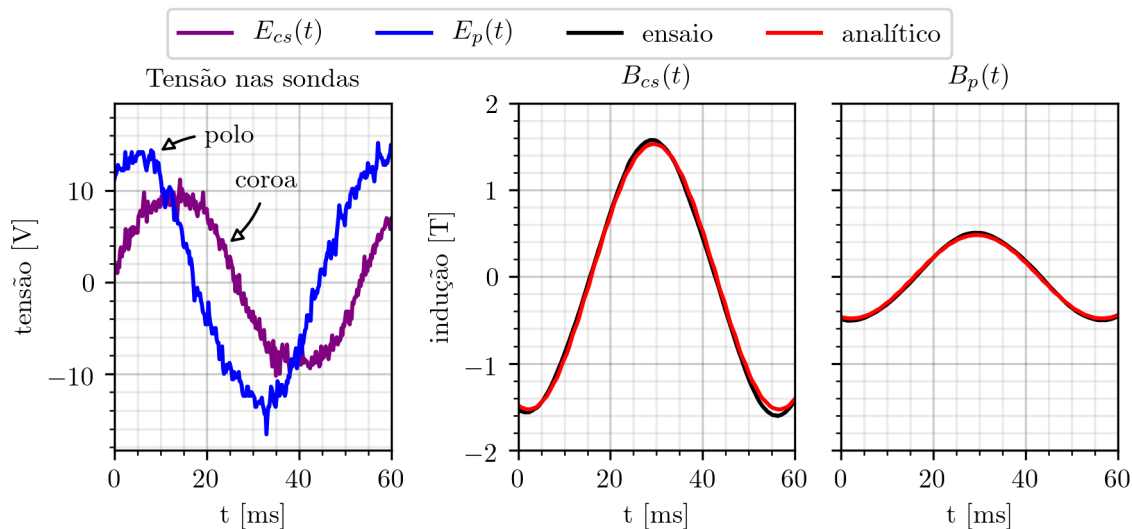 E_cs(t) E_p(t) ensaio analítico
Tensão nas sondas
B_cs(t)
B_p(t)
polo
coroa
tensão [V]
10
0
−10
0 20 40 60
t [ms]
indução [T]
2
1
0
−1
−2
0 20 40 60
t [ms]
0 20 40 60
t [ms]